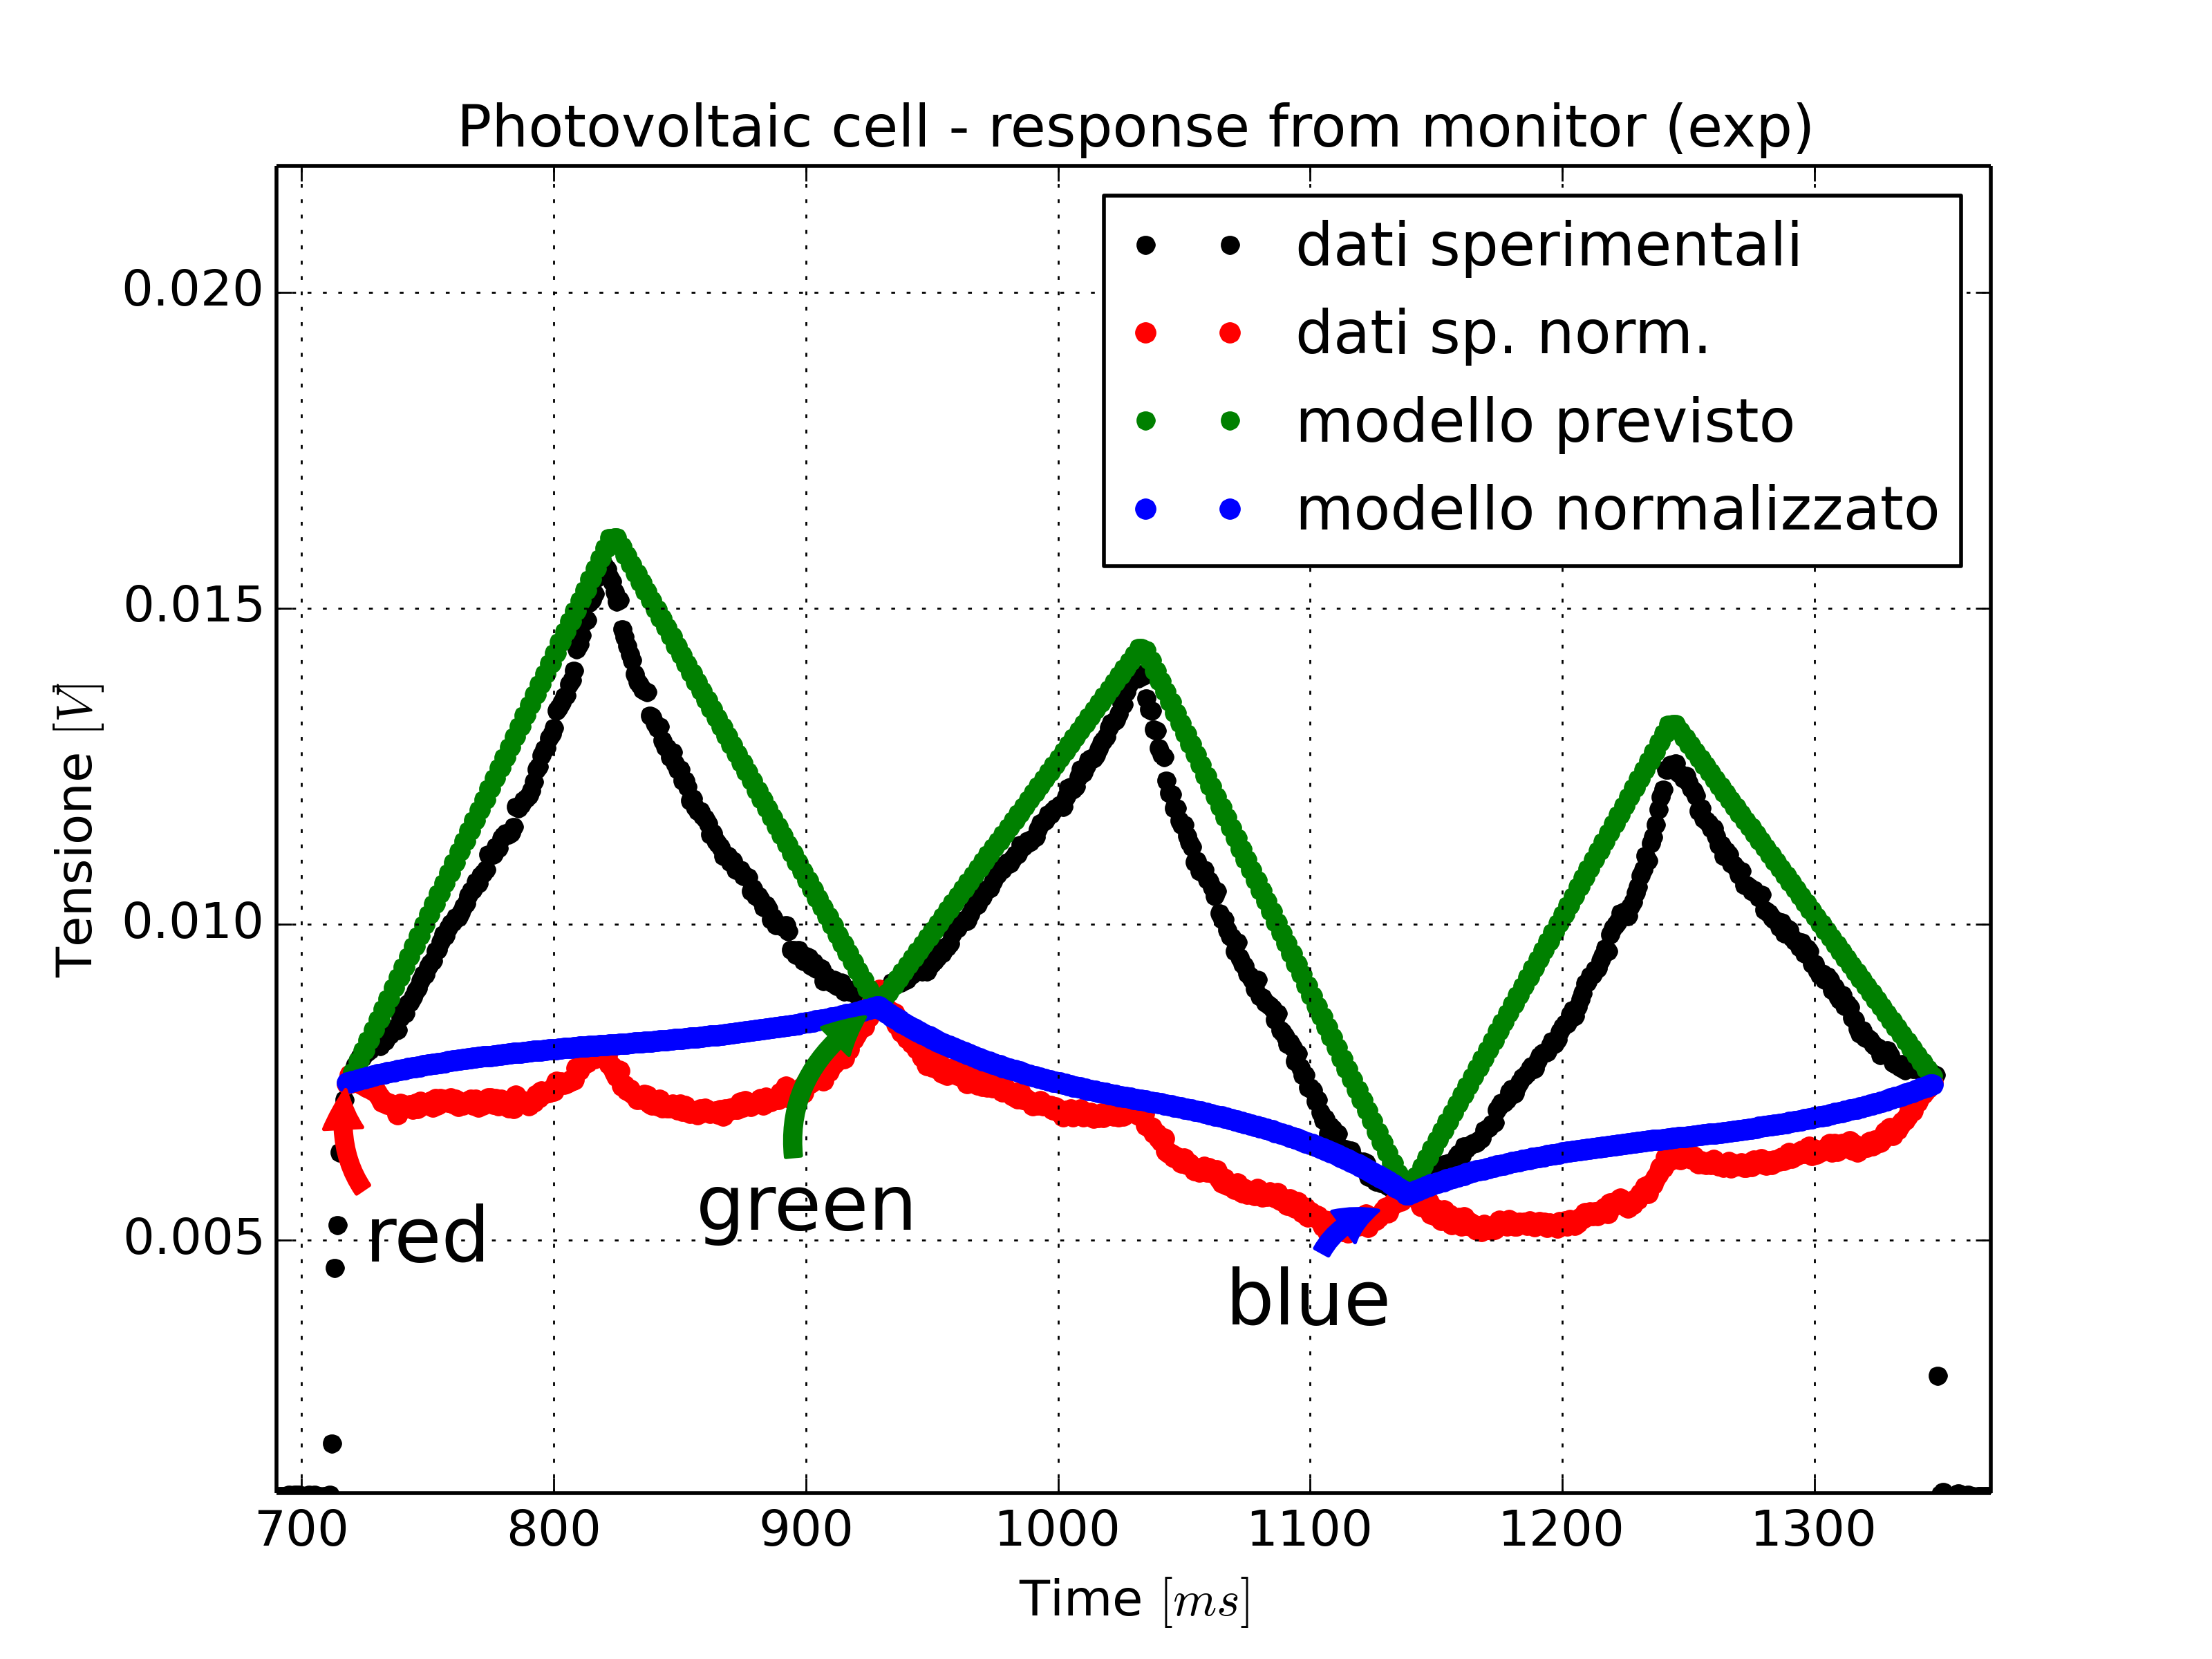 Photovoltaic cell - response from monitor (exp)
dati sperimentali
dati sp. norm.
modello previsto
modello normalizzato
0.020
0.015
0.010
0.005
Tensione [V]
red
green
blue
700 800 900 1000 1100 1200 1300
Time [ms]